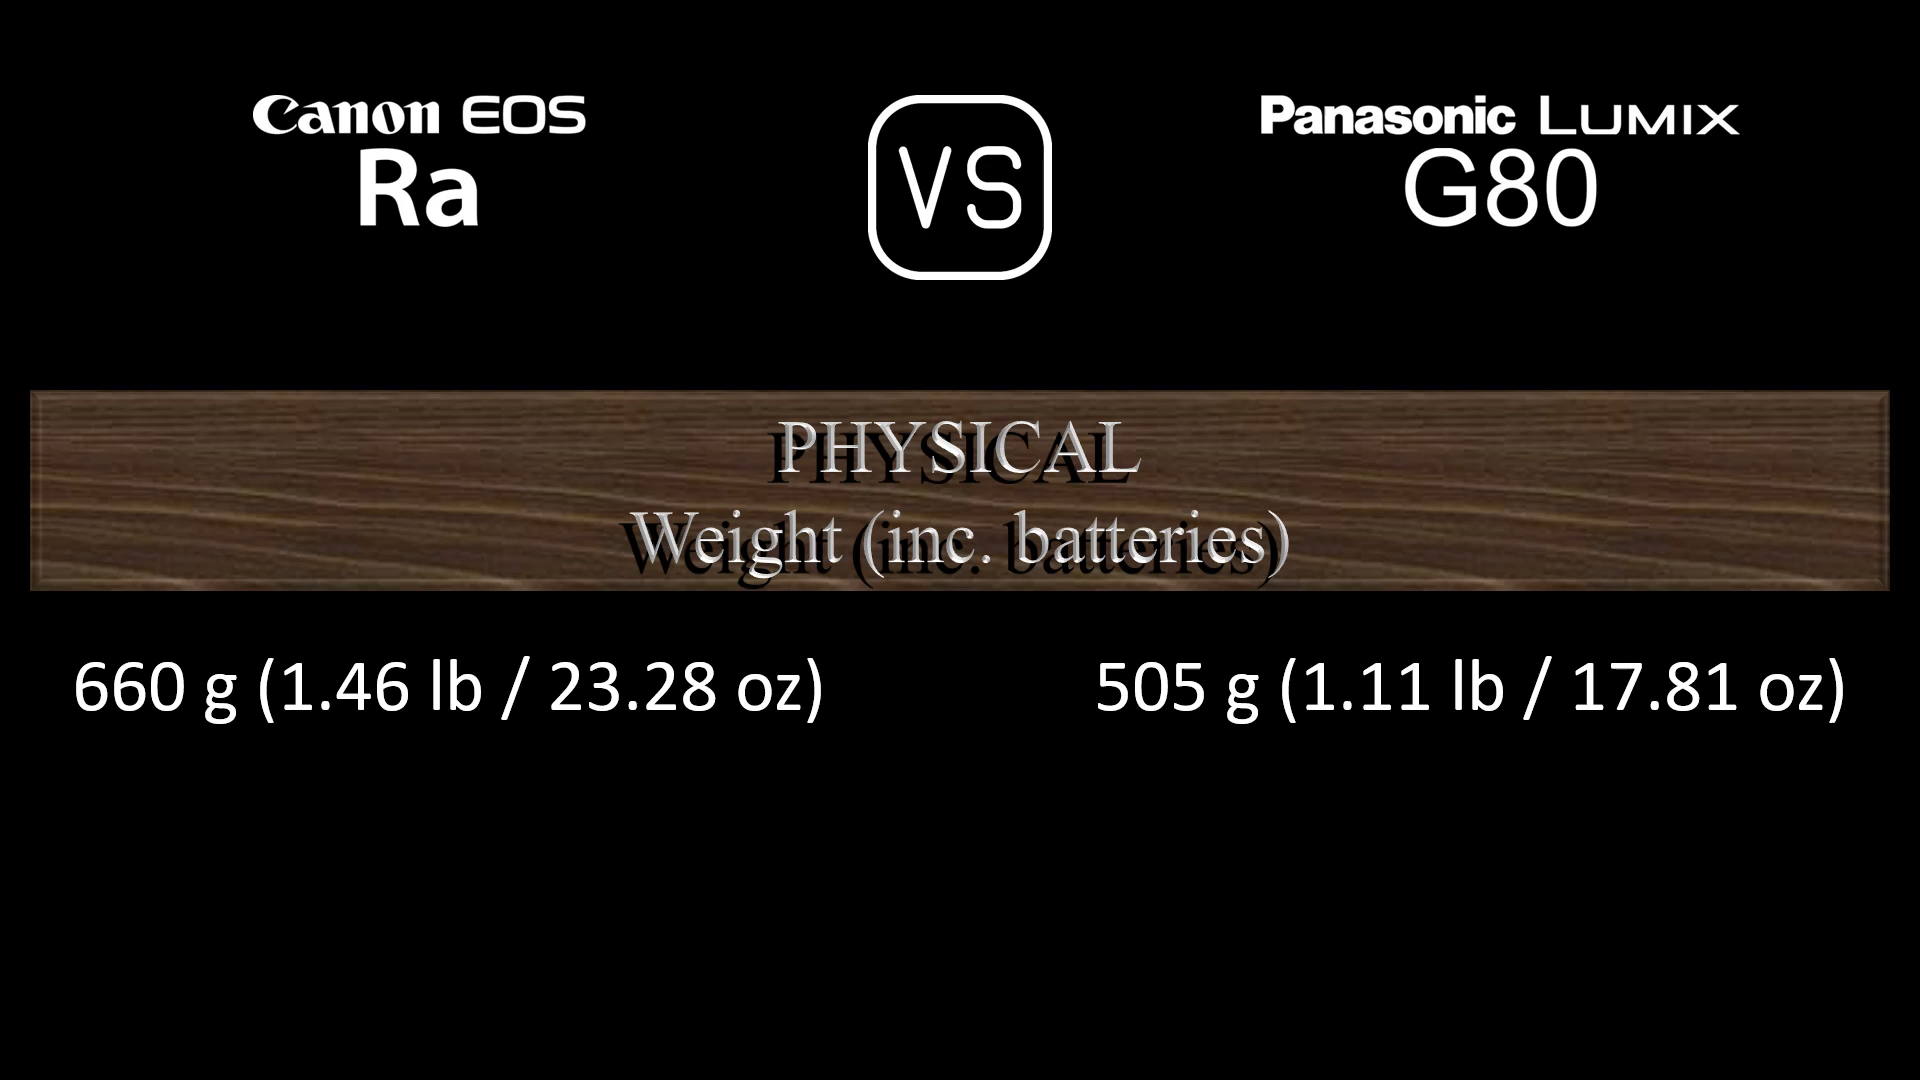 Canon EOS
Ra
VS
Panasonic LUMIX
G80
PHYSICAL
Weight (inc. batteries)
660 g (1.46 lb / 23.28 oz)
505 g (1.11 lb / 17.81 oz)